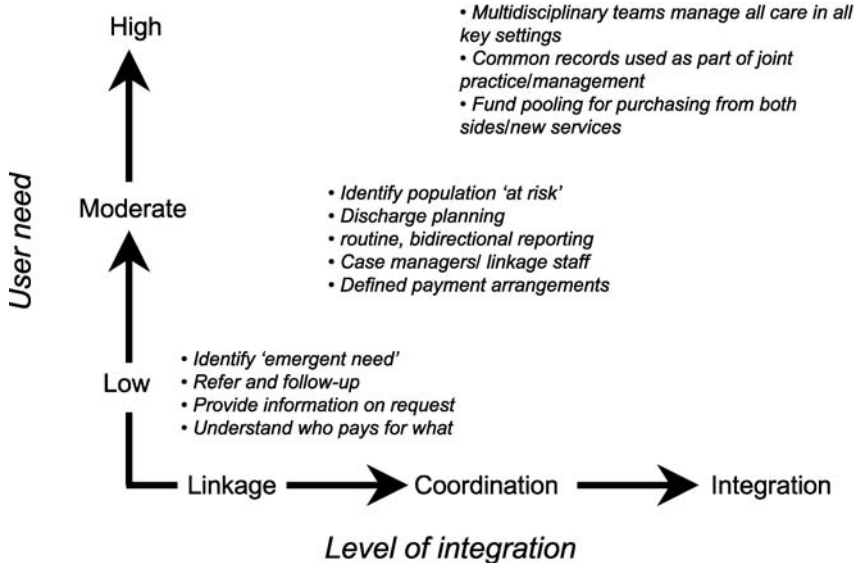 High
• Multidisciplinary teams manage all care in all
key settings
• Common records used as part of joint
practice/management
• Fund pooling for purchasing from both
sides/new services
User need
Moderate
• Identify population ‘at risk’
• Discharge planning
• routine, bidirectional reporting
• Case managers/ linkage staff
• Defined payment arrangements
Low
• Identify ‘emergent need’
• Refer and follow-up
• Provide information on request
• Understand who pays for what
Linkage
Coordination
Integration
Level of integration